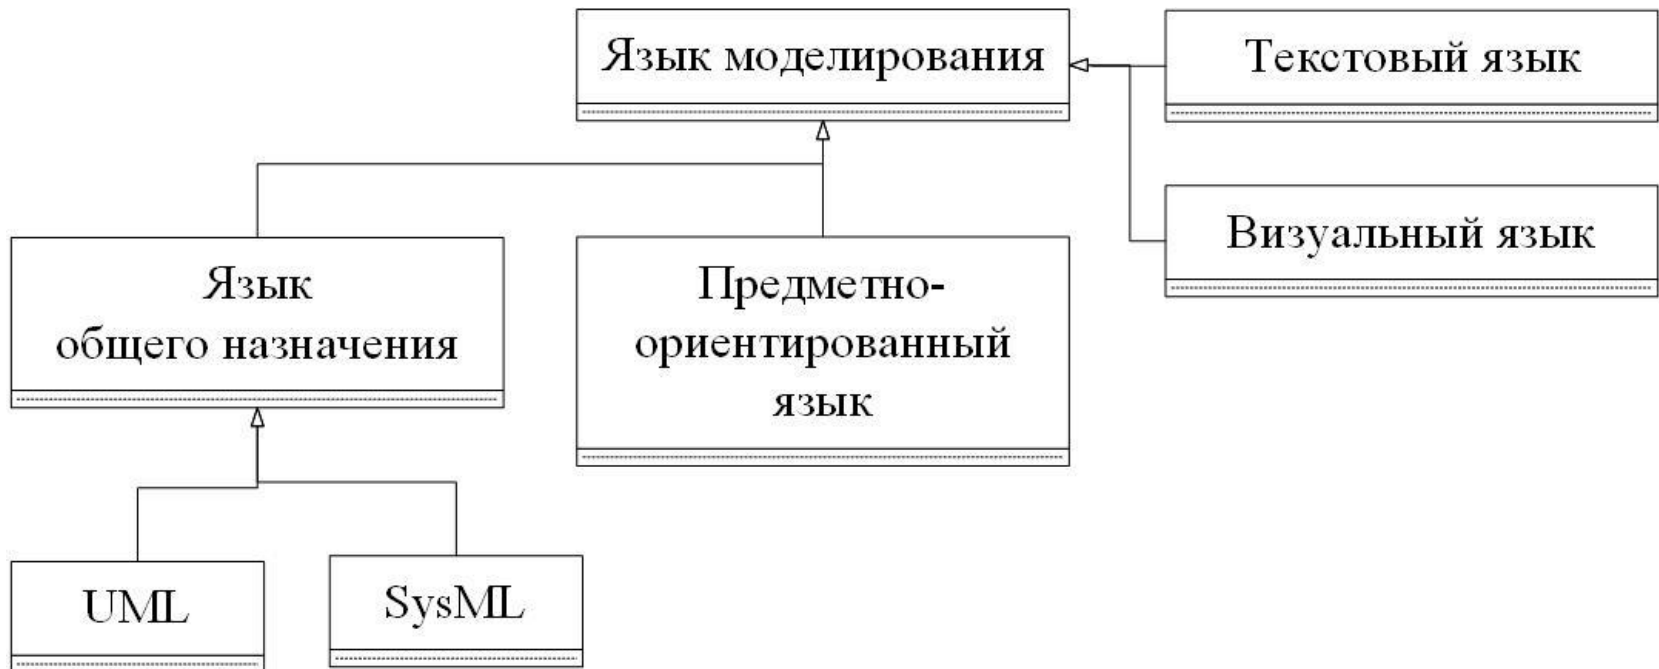 Язык моделирования
Текстовый язык
Визуальный язык
Язык
общего назначения
Предметно-
ориентированный
язык
UML
SysML